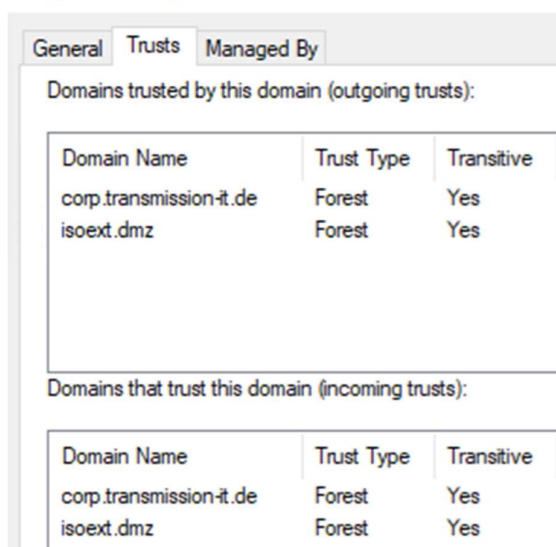 General Trusts Managed By
Domains trusted by this domain (outgoing trusts):
Domain Name Trust Type Transitive
corp.transmission-it.de Forest Yes
isoext.dmz Forest Yes
Domains that trust this domain (incoming trusts):
Domain Name Trust Type Transitive
corp.transmission-it.de Forest Yes
isoext.dmz Forest Yes